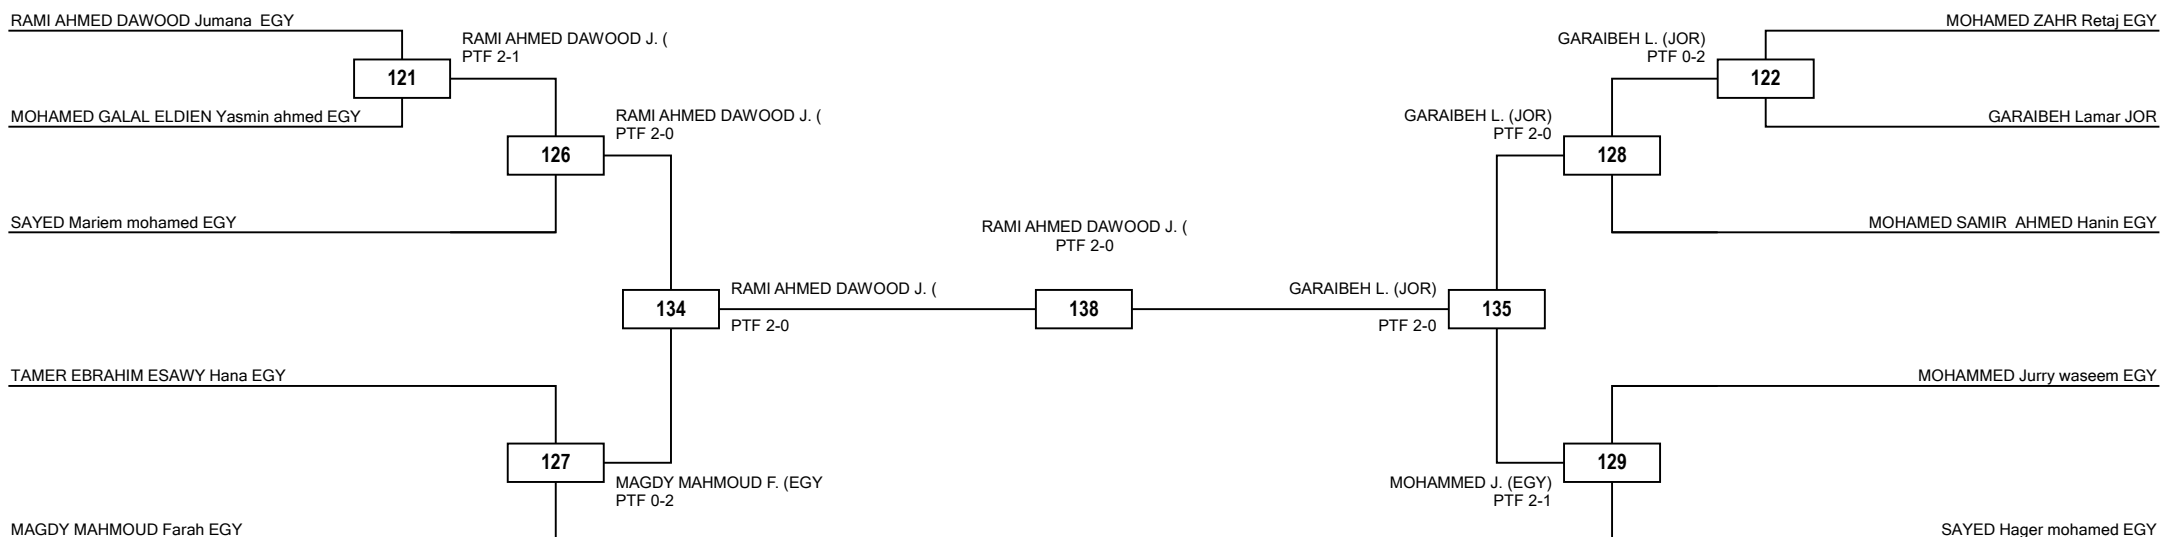 RAMI AHMED DAWOOD Jumana  EGY
RAMI AHMED DAWOOD J. (
PTF 2-1
121
MOHAMED GALAL ELDIEN Yasmin ahmed EGY
RAMI AHMED DAWOOD J. (
PTF 2-0
126
SAYED Mariem mohamed EGY
RAMI AHMED DAWOOD J. (
PTF 2-0
134
TAMER EBRAHIM ESAWY Hana EGY
127
MAGDY MAHMOUD F. (EGY
PTF 0-2
MAGDY MAHMOUD Farah EGY
RAMI AHMED DAWOOD J. (
PTF 2-0
138
MOHAMED ZAHR Retaj EGY
GARAIBEH L. (JOR)
PTF 0-2
122
GARAIBEH Lamar JOR
GARAIBEH L. (JOR)
PTF 2-0
128
MOHAMED SAMIR  AHMED Hanin EGY
GARAIBEH L. (JOR)
PTF 2-0
135
MOHAMMED Jurry waseem EGY
129
MOHAMMED J. (EGY)
PTF 2-1
SAYED Hager mohamed EGY